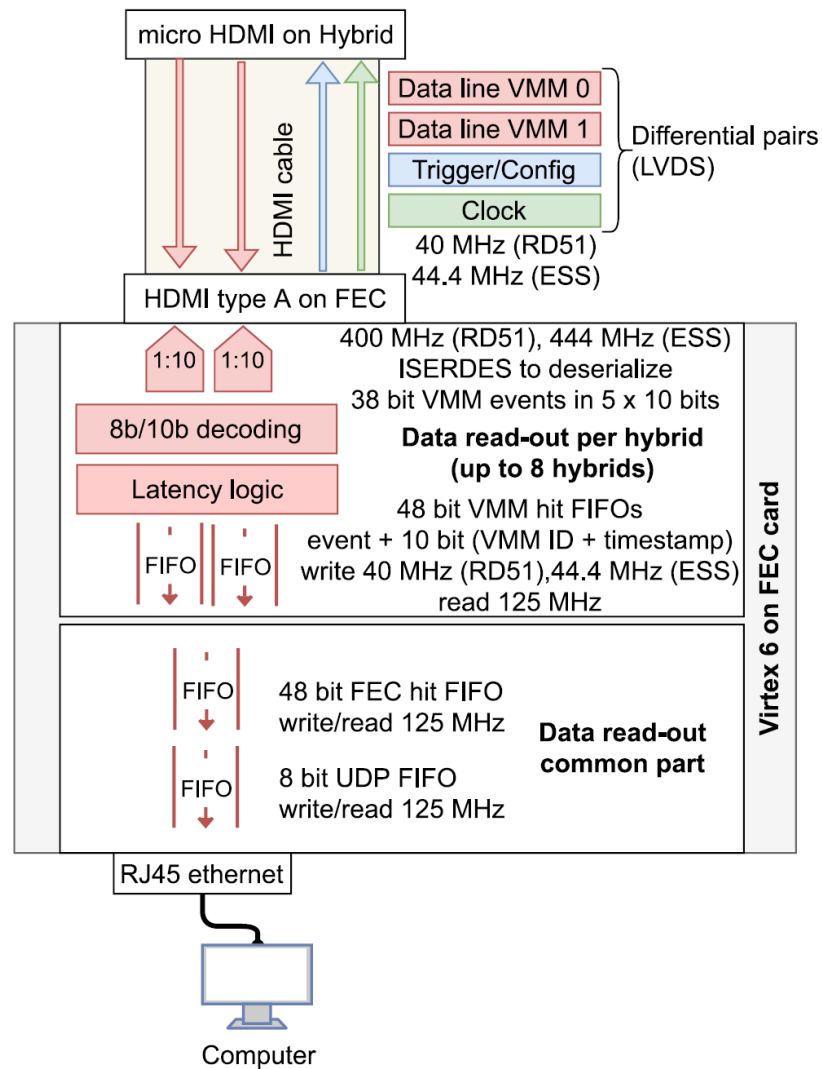 micro HDMI on Hybrid
HDMI cable
Data line VMM 0
Data line VMM 1
Trigger/Config
Clock
Differential pairs
(LVDS)
40 MHz (RD51)
44.4 MHz (ESS)
HDMI type A on FEC
1:10
1:10
400 MHz (RD51), 444 MHz (ESS)
ISERDES to deserialize
38 bit VMM events in 5 x 10 bits
8b/10b decoding
Data read-out per hybrid
(up to 8 hybrids)
Latency logic
48 bit VMM hit FIFOs
event + 10 bit (VMM ID + timestamp)
write 40 MHz (RD51),44.4 MHz (ESS)
read 125 MHz
FIFO
FIFO
Virtex 6 on FEC card
FIFO
48 bit FEC hit FIFO
write/read 125 MHz
Data read-out
common part
FIFO
8 bit UDP FIFO
write/read 125 MHz
RJ45 ethernet
Computer